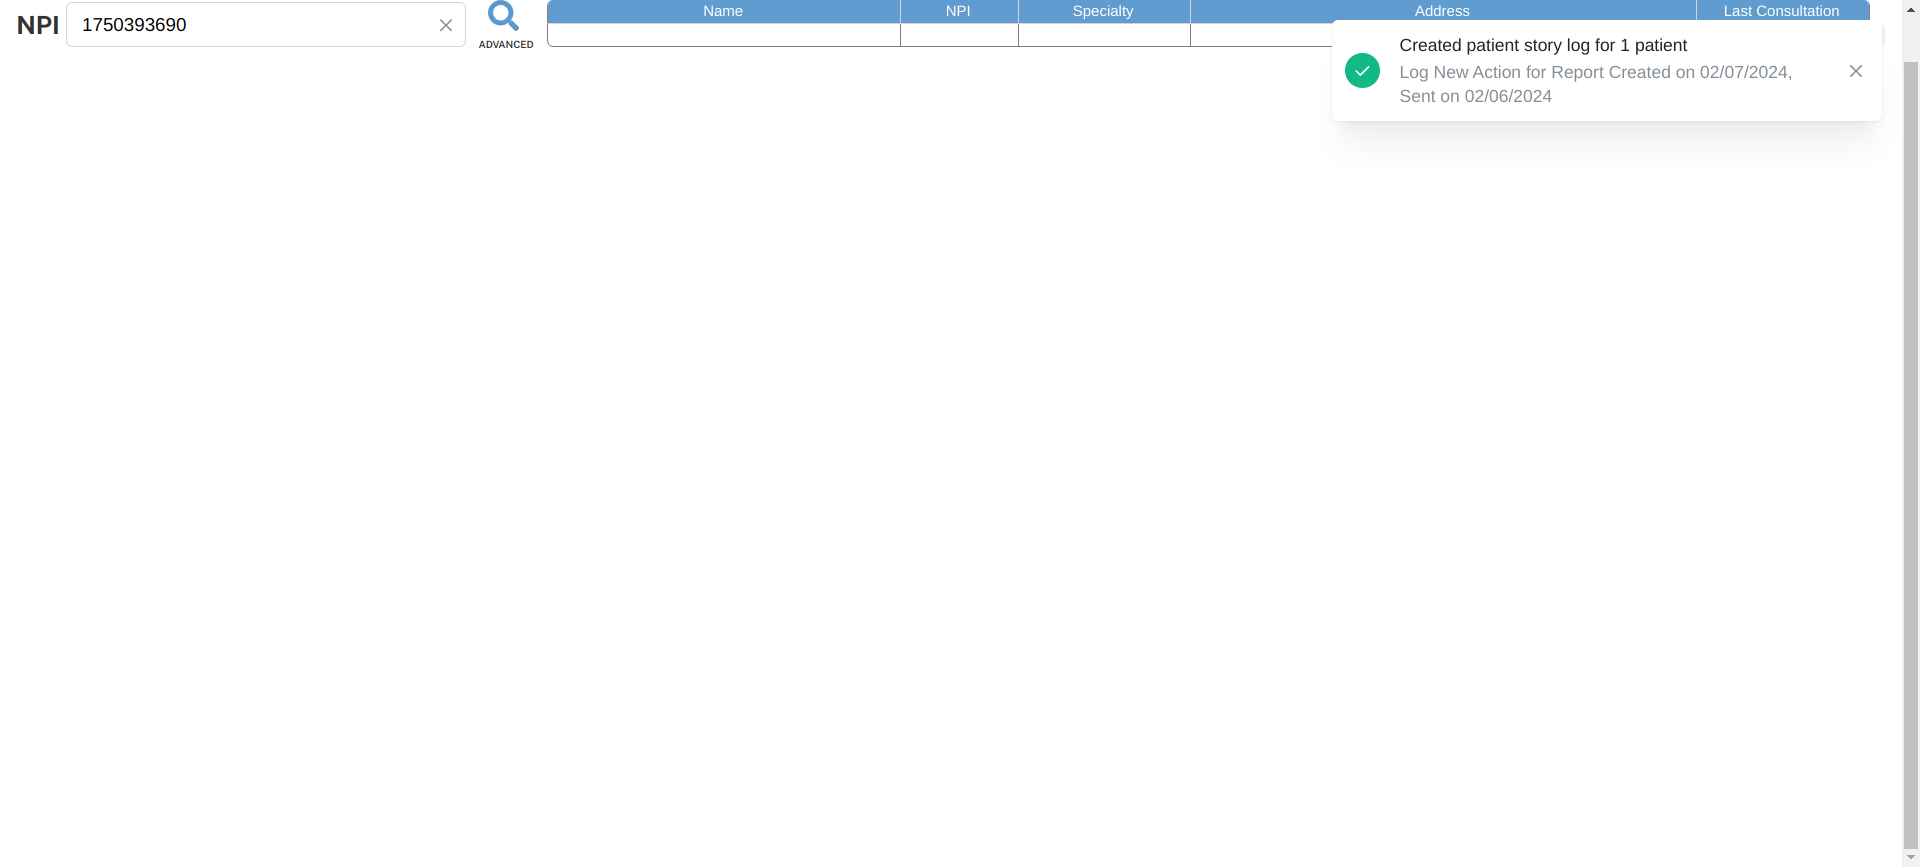 NPI 1750393690
ADVANCED
Name NPI Specialty Address Last Consultation
Created patient story log for 1 patient
Log New Action for Report Created on 02/07/2024,
Sent on 02/06/2024